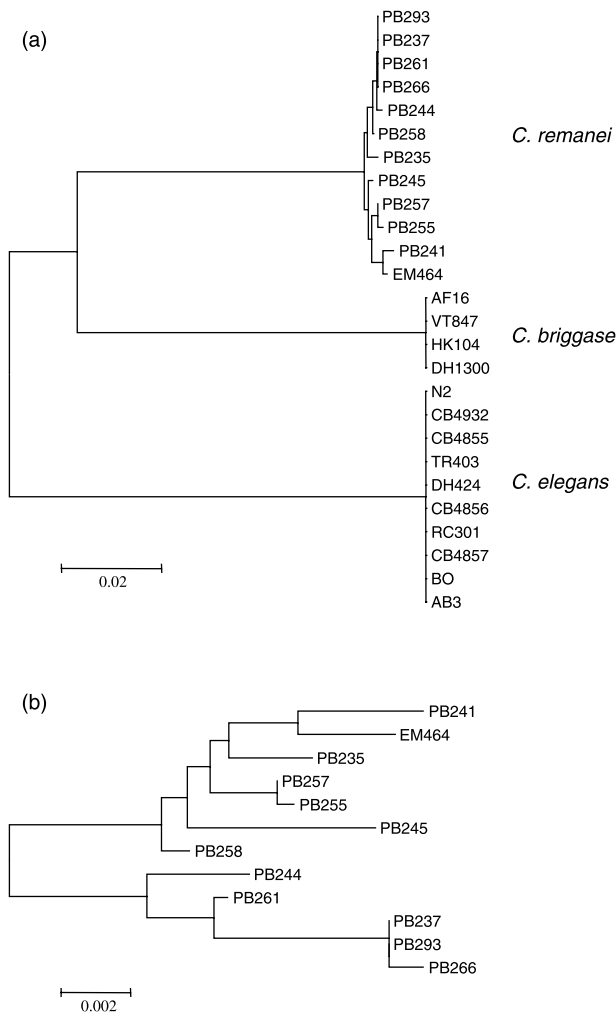 (a)
PB293
PB237
PB261
PB266
PB244
PB258
PB235
C. remanei
PB245
PB257
PB255
PB241
EM464
AF16
VT847
HK104
DH1300
C. briggase
N2
CB4932
CB4855
TR403
DH424
CB4856
RC301
CB4857
BO
AB3
C. elegans
0.02
(b)
PB241
EM464
PB235
PB257
PB255
PB245
PB258
PB244
PB261
PB237
PB293
PB266
0.002